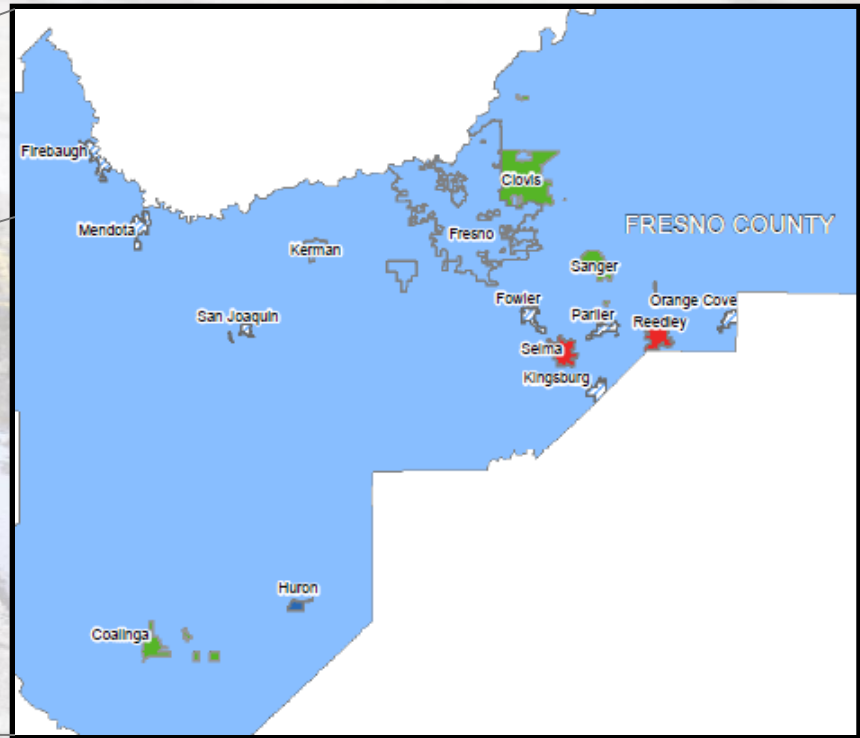 Firebaugh
Clovis
Mendota
FRESNO COUNTY
Fresno
Kerman
Sanger
Fowler
Orange Cove
San Joaquin
Parlier
Reedley
Selma
Kingsburg
Huron
Coalinga